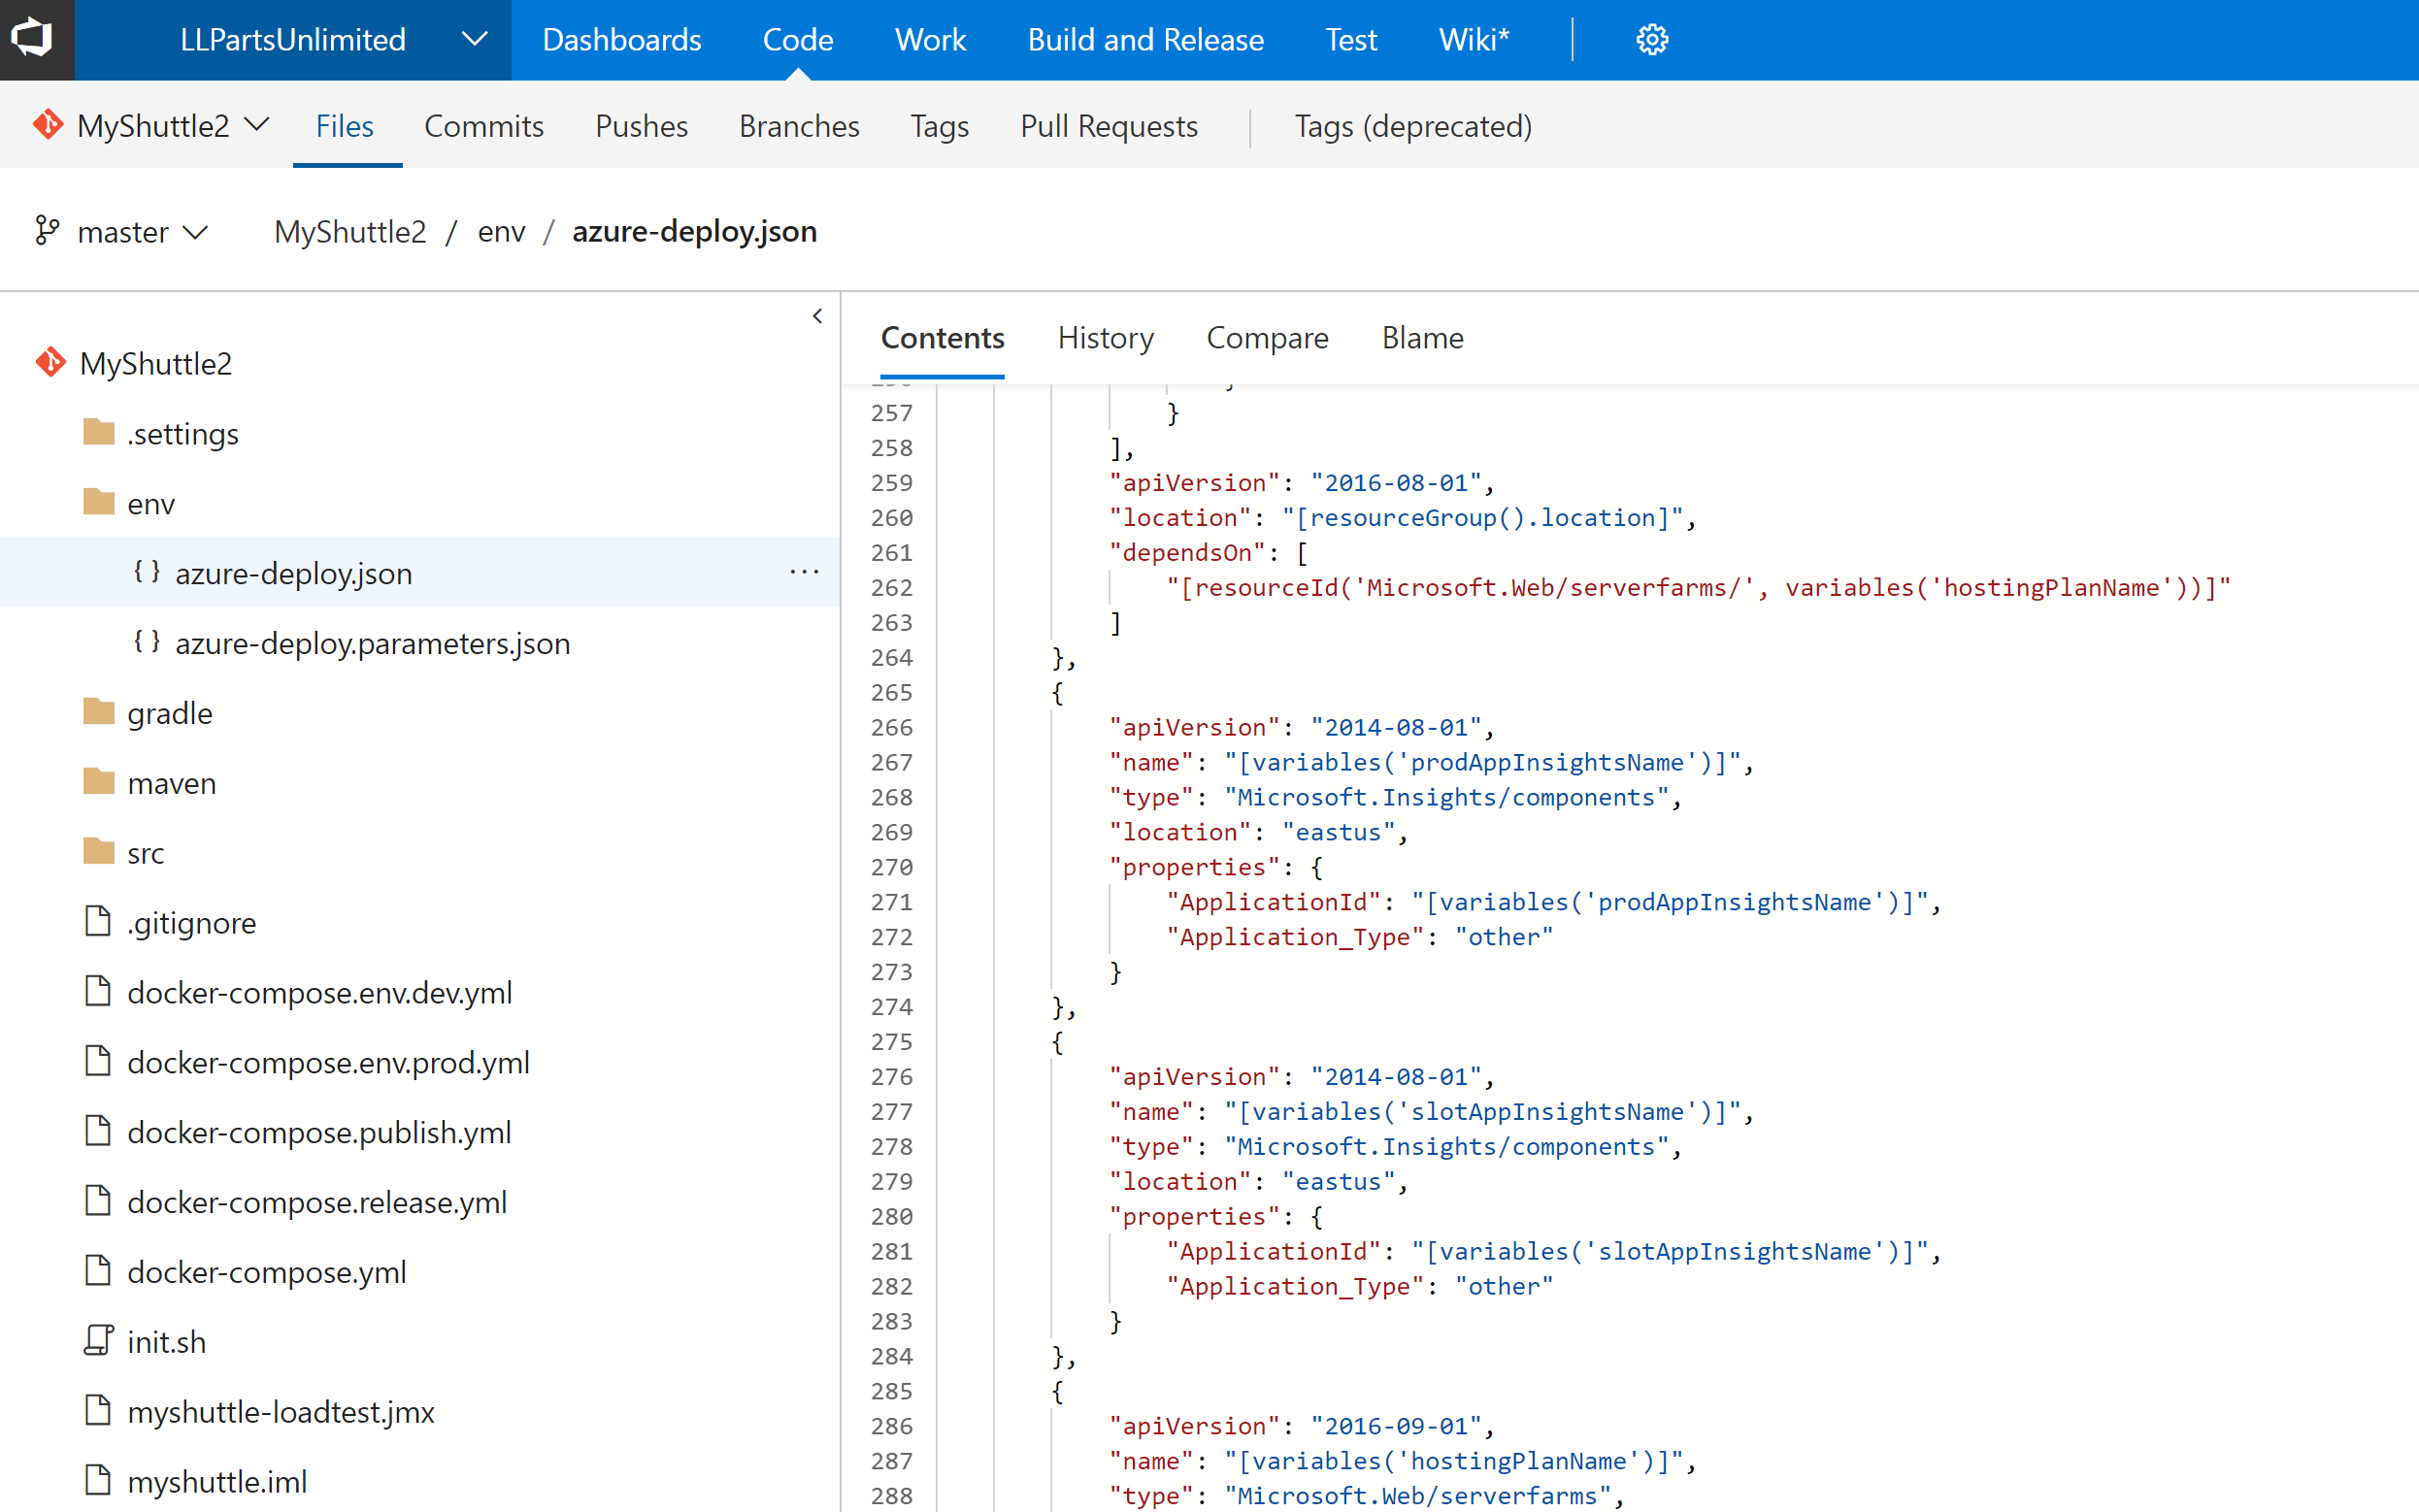 LLPartsUnlimited Dashboards Code Work Build and Release Test Wiki*
MyShuttle2 Files Commits Pushes Branches Tags Pull Requests Tags (deprecated)
master MyShuttle2 / env / azure-deploy.json
MyShuttle2
.settings
env
{ } azure-deploy.json ...
{ } azure-deploy.parameters.json
gradle
maven
src
.gitignore
docker-compose.env.dev.yml
docker-compose.env.prod.yml
docker-compose.publish.yml
docker-compose.release.yml
docker-compose.yml
init.sh
myshuttle-loadtest.jmx
myshuttle.iml
Contents History Compare Blame
257 }
258 ],
259 "apiVersion": "2016-08-01",
260 "location": "[resourceGroup().location]",
261 "dependsOn": [
262 "[resourceId('Microsoft.Web/serverfarms/', variables('hostingPlanName'))]"
263 ]
264 },
265 {
266 "apiVersion": "2014-08-01",
267 "name": "[variables('prodAppInsightsName')]",
268 "type": "Microsoft.Insights/components",
269 "location": "eastus",
270 "properties": {
271 "ApplicationId": "[variables('prodAppInsightsName')]",
272 "Application_Type": "other"
273 }
274 },
275 {
276 "apiVersion": "2014-08-01",
277 "name": "[variables('slotAppInsightsName')]",
278 "type": "Microsoft.Insights/components",
279 "location": "eastus",
280 "properties": {
281 "ApplicationId": "[variables('slotAppInsightsName')]",
282 "Application_Type": "other"
283 }
284 },
285 {
286 "apiVersion": "2016-09-01",
287 "name": "[variables('hostingPlanName')]",
288 "type": "Microsoft.Web/serverfarms",